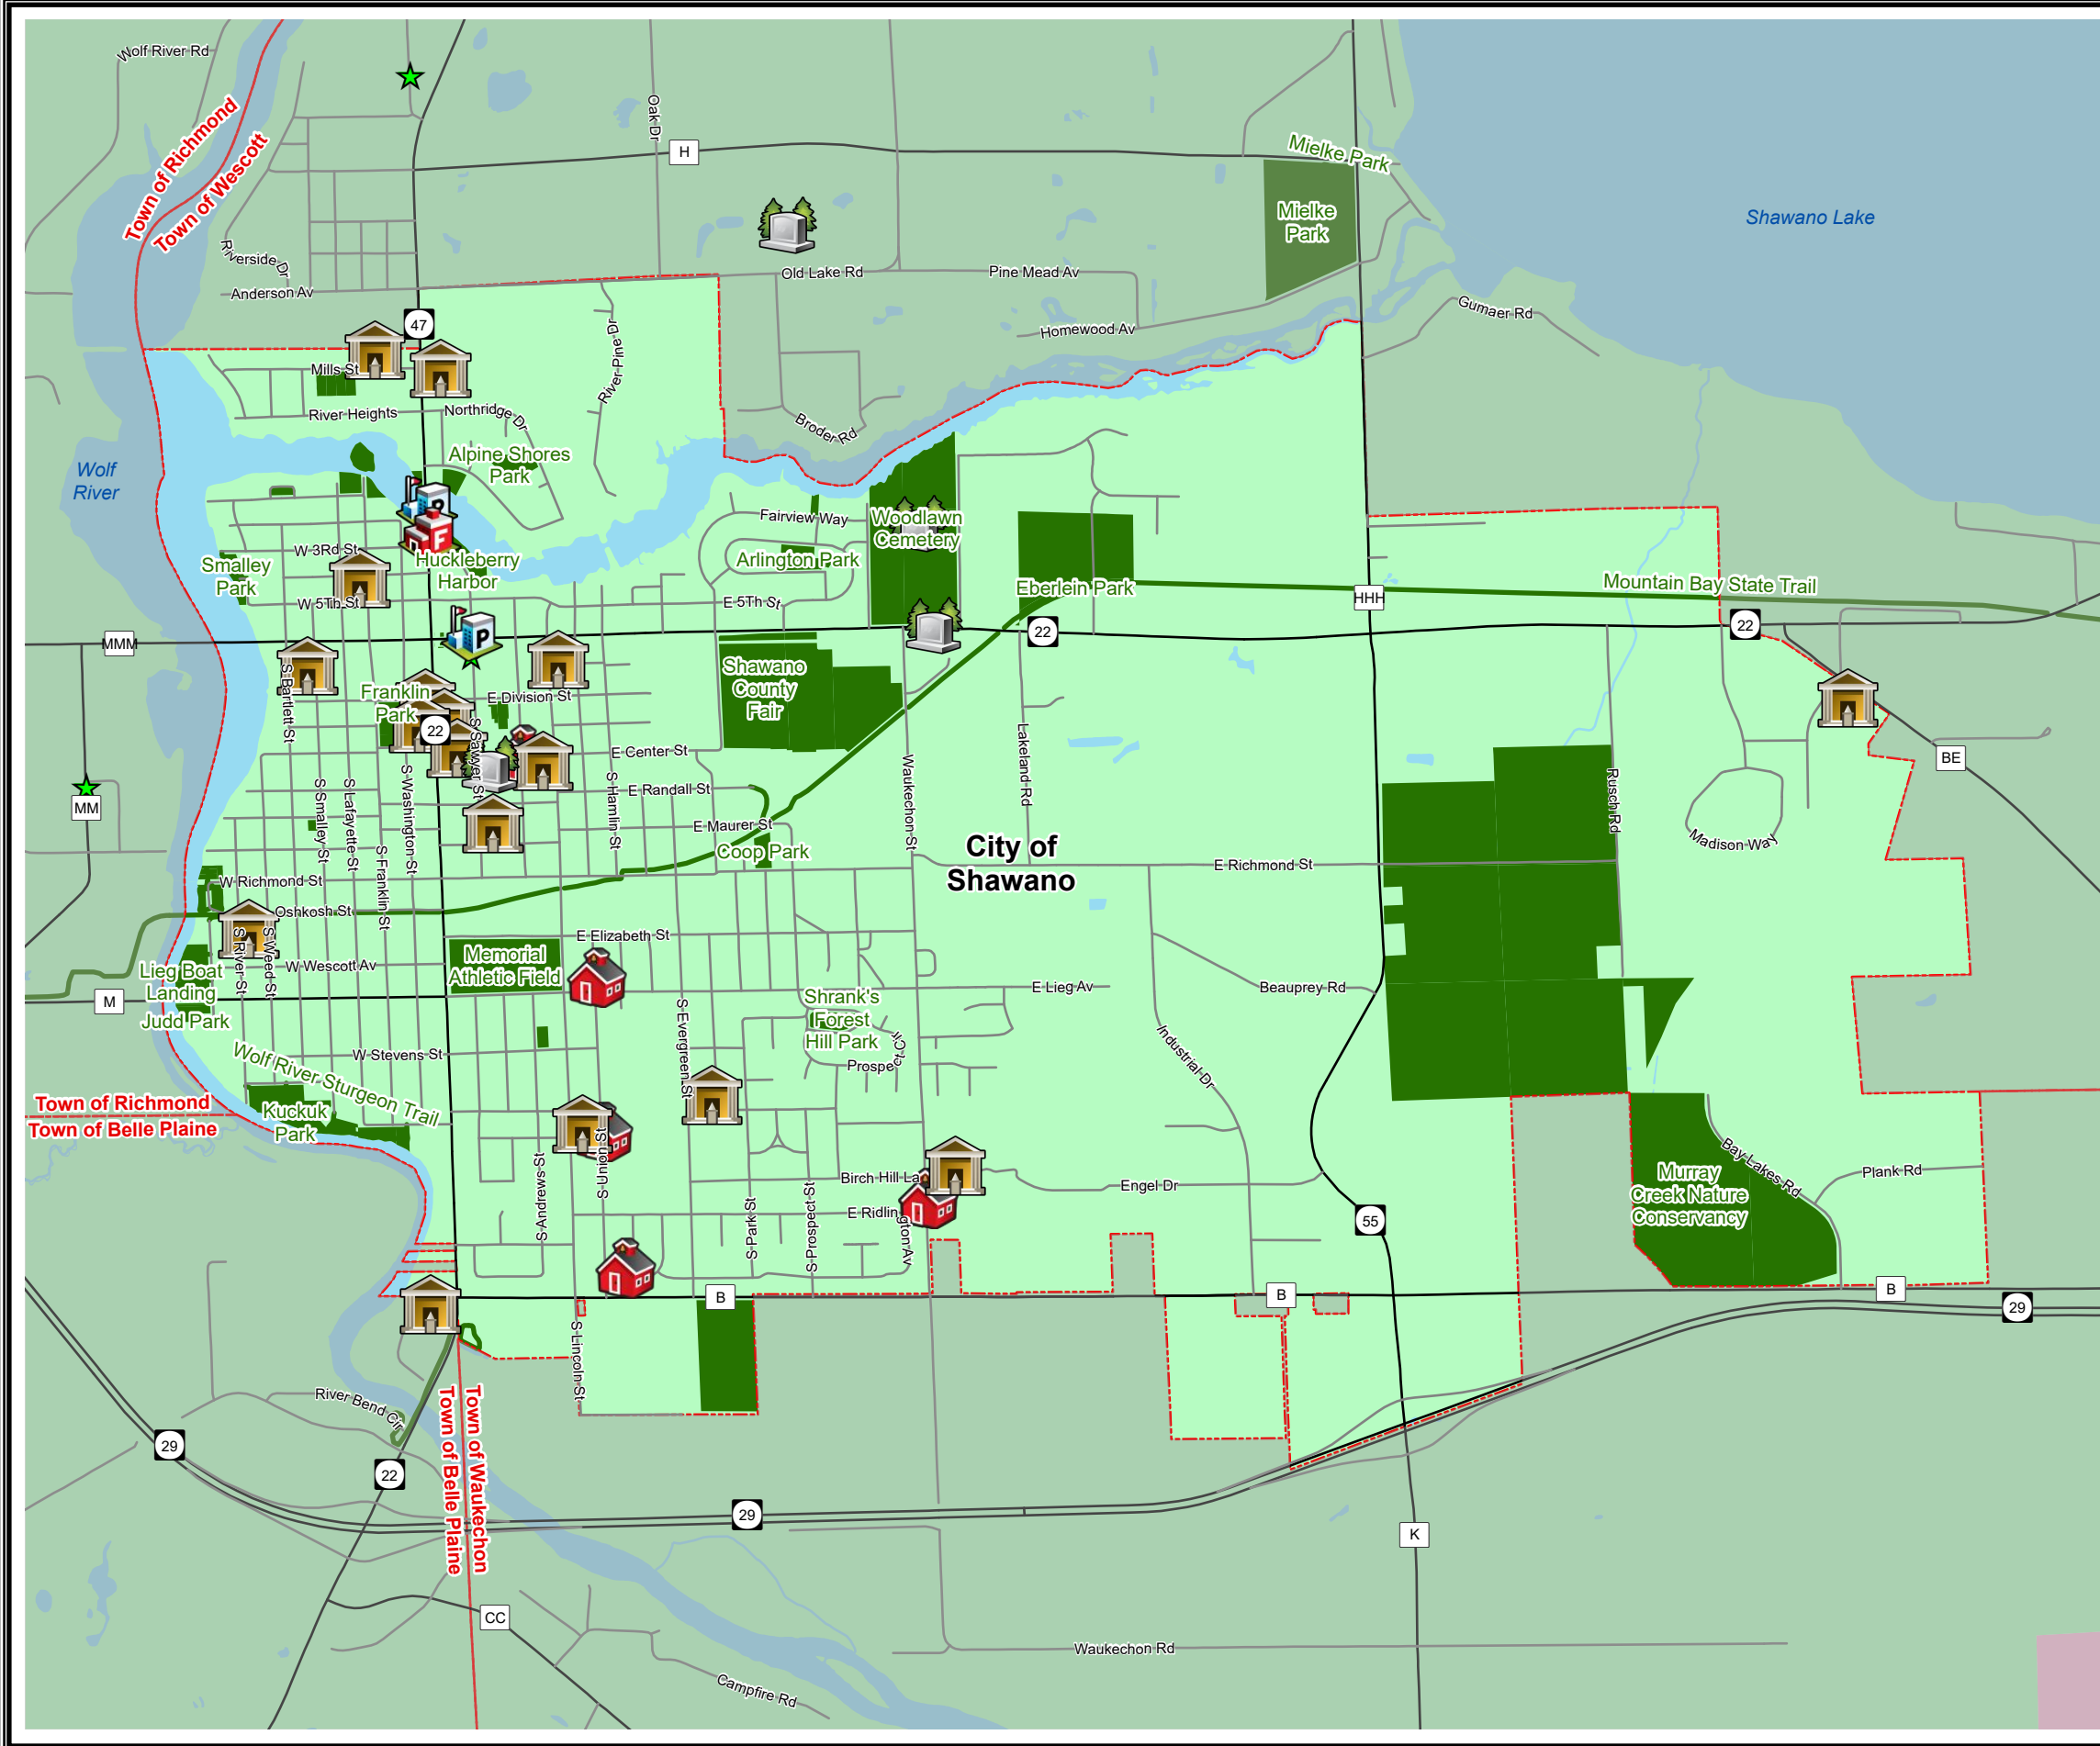 Wolf River Rd
Oak Dr
H
Mielke Park
Mielke
Park
Shawano Lake
Town of Richmond
Town of Wescott
Riverside Dr
Anderson Av
Old Lake Rd
Pine Mead Av
Homewood Av
Gumaer Rd
47
Mills St
River Heights
Northridge Dr
River Pine Dr
Broder Rd
Wolf
River
Alpine Shores
Park
Fairview Way
Woodlawn
Cemetery
W 3Rd St
Huckleberry
Harbor
Arlington Park
Smalley
Park
W 5Th St
E 5Th St
Eberlein Park
HHH
Mountain Bay State Trail
MMM
22
22
S Bartlett St
Franklin
Park
E Division St
Shawano
County
Fair
22
S Sawyer St
E Center St
BE
MM
S Smalley St
S Lafayette St
S Washington St
S Hamlin St
E Randall St
Waukechon St
Lakeland Rd
Rusch Rd
E Maurer St
Coop Park
Madison Way
City of
Shawano
E Richmond St
W Richmond St
S Franklin St
Oshkosh St
S River St
S Weed St
E Elizabeth St
W Wescott Av
Memorial
Athletic Field
Lieg Boat
Landing
M
E Lieg Av
Beauprey Rd
Judd Park
Shrank's
Forest
Hill Park
S Evergreen St
Prospect Cir
Industrial Dr
W Stevens St
Wolf River Sturgeon Trail
Town of Richmond
Town of Belle Plaine
Kuckuk
Park
S Andrews St
S Union St
S Park St
S Prospect St
Birch Hill La
Engel Dr
E Ridlington Av
55
Bay Lakes Rd
Plank Rd
Murray
Creek Nature
Conservancy
B
B
B
29
S Lincoln St
River Bend Cir
Town of Belle Plaine
Town of Waukechon
29
22
29
K
CC
Waukechon Rd
Campfire Rd